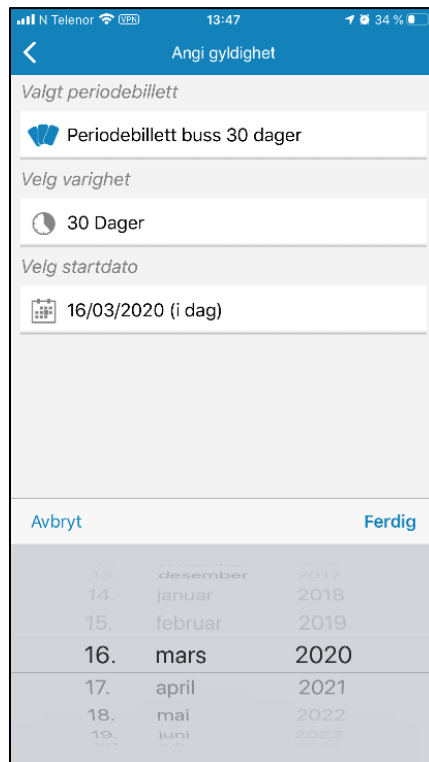 N Telenor VPN 13:47 34 %
Angi gyldighet
Valgt periodebillett
Periodebillett buss 30 dager
Velg varighet
30 Dager
Velg startdato
16/03/2020 (i dag)
Avbryt Ferdig
13. desember 2017
14. januar 2018
15. februar 2019
16. mars 2020
17. april 2021
18. mai 2022
19. juni 2023